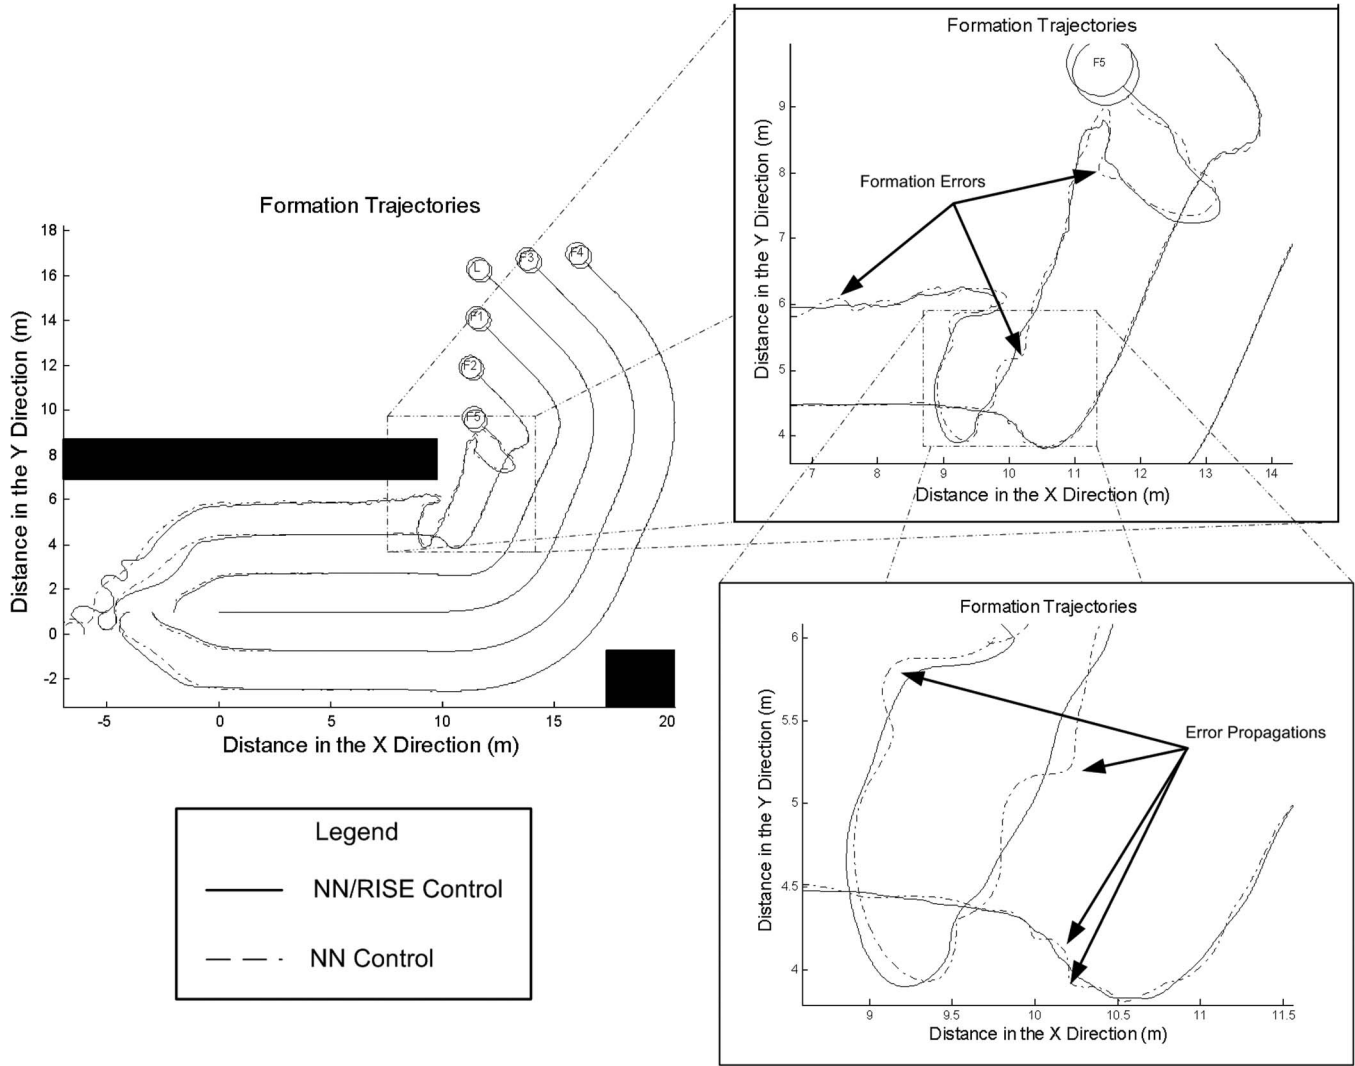 Formation Trajectories
18
16
14
12
10
8
6
4
2
0
-2
Distance in the Y Direction (m)
L
F3
F4
F1
F2
F5
-5
0
5
10
15
20
Distance in the X Direction (m)
Legend
NN/RISE Control
NN Control
Formation Trajectories
F5
Formation Errors
9
8
7
6
5
4
Distance in the Y Direction (m)
7
8
9
10
11
12
13
14
Distance in the X Direction (m)
Formation Trajectories
6
5.5
5
4.5
4
Distance in the Y Direction (m)
Error Propagations
9
9.5
10
10.5
11
11.5
Distance in the X Direction (m)